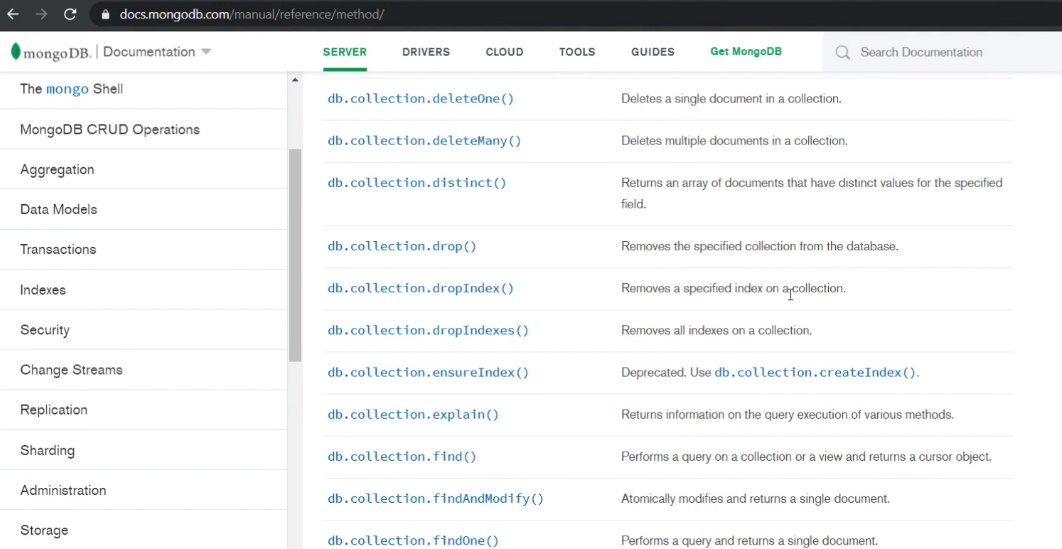 docs.mongodb.com/manual/reference/method/
mongoDB. | Documentation
SERVER DRIVERS CLOUD TOOLS GUIDES Get MongoDB Search Documentation
The mongo Shell
MongoDB CRUD Operations
Aggregation
Data Models
Transactions
Indexes
Security
Change Streams
Replication
Sharding
Administration
Storage
db.collection.deleteOne() Deletes a single document in a collection.
db.collection.deleteMany() Deletes multiple documents in a collection.
db.collection.distinct() Returns an array of documents that have distinct values for the specified
field.
db.collection.drop() Removes the specified collection from the database.
db.collection.dropIndex() Removes a specified index on a collection.
db.collection.dropIndexes() Removes all indexes on a collection.
db.collection.ensureIndex() Deprecated. Use db.collection.createIndex().
db.collection.explain() Returns information on the query execution of various methods.
db.collection.find() Performs a query on a collection or a view and returns a cursor object.
db.collection.findAndModify() Atomically modifies and returns a single document.
db.collection.findOne() Performs a query and returns a single document.